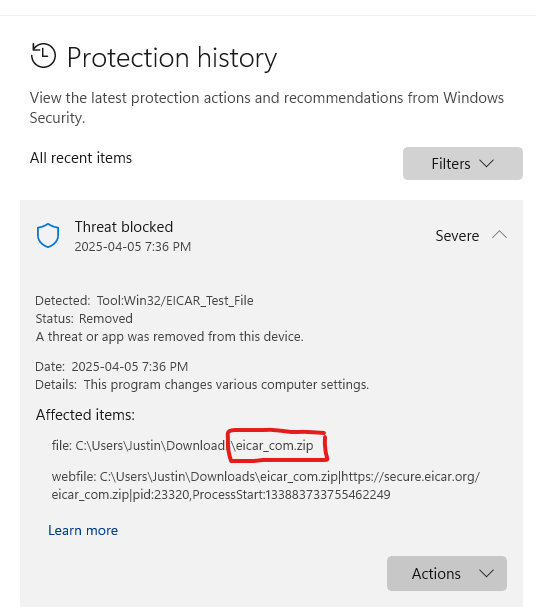 Protection history
View the latest protection actions and recommendations from Windows
Security.
All recent items
Filters
Threat blocked
2025-04-05 7:36 PM
Severe
Detected: Tool:Win32/EICAR_Test_File
Status: Removed
A threat or app was removed from this device.
Date: 2025-04-05 7:36 PM
Details: This program changes various computer settings.
Affected items:
file: C:\Users\Justin\Downloads\eicar_com.zip
webfile: C:\Users\Justin\Downloads\eicar_com.zip|https://secure.eicar.org/
eicar_com.zip|pid:23320,ProcessStart:133883733755462249
Learn more
Actions